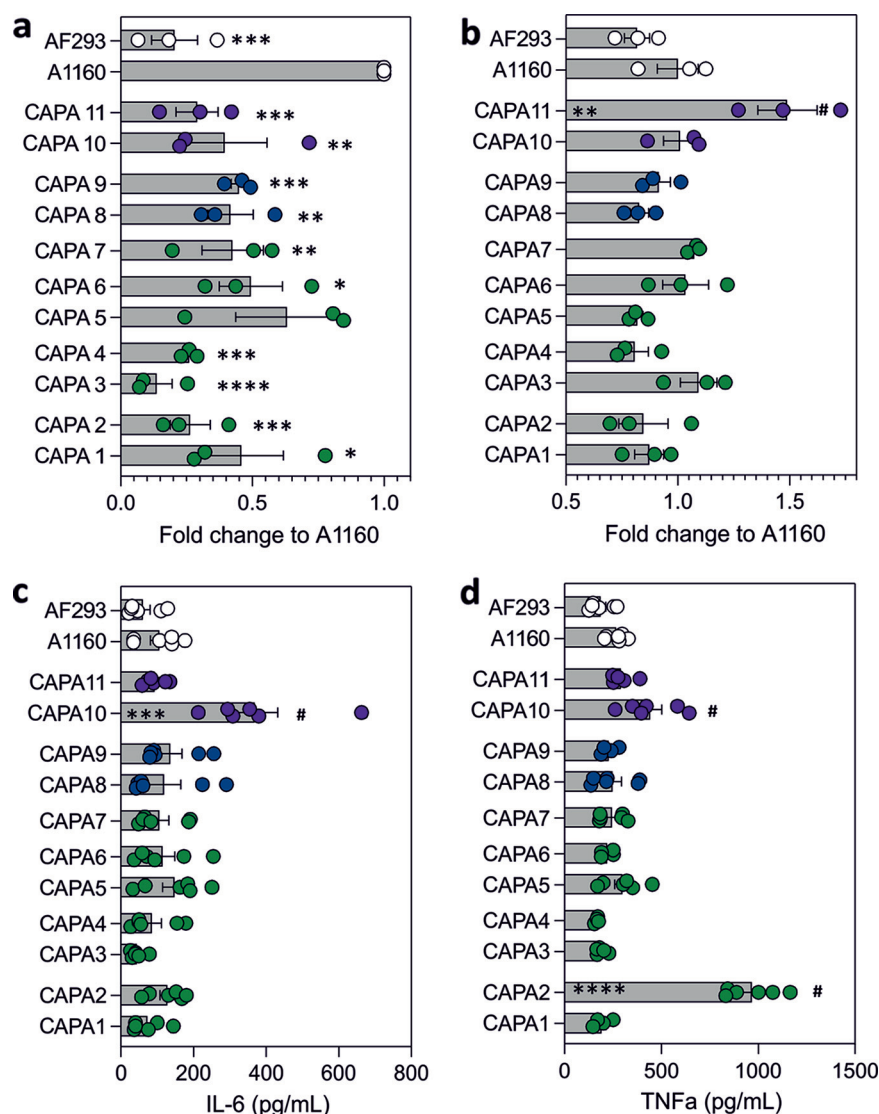 a
AF293
***
A1160
CAPA 11
***
CAPA 10
**
CAPA 9
***
CAPA 8
**
CAPA 7
**
CAPA 6
*
CAPA 5
CAPA 4
***
CAPA 3
****
CAPA 2
***
CAPA 1
*
0.0 0.5 1.0
Fold change to A1160
b
AF293
A1160
CAPA11
** #
CAPA10
CAPA9
CAPA8
CAPA7
CAPA6
CAPA5
CAPA4
CAPA3
CAPA2
CAPA1
0.5 1.0 1.5
Fold change to A1160
c
AF293
A1160
CAPA11
CAPA10
*** #
CAPA9
CAPA8
CAPA7
CAPA6
CAPA5
CAPA4
CAPA3
CAPA2
CAPA1
0 200 400 600 800
IL-6 (pg/mL)
d
AF293
A1160
CAPA11
CAPA10
#
CAPA9
CAPA8
CAPA7
CAPA6
CAPA5
CAPA4
CAPA3
CAPA2
**** #
CAPA1
0 500 1000 1500
TNFa (pg/mL)